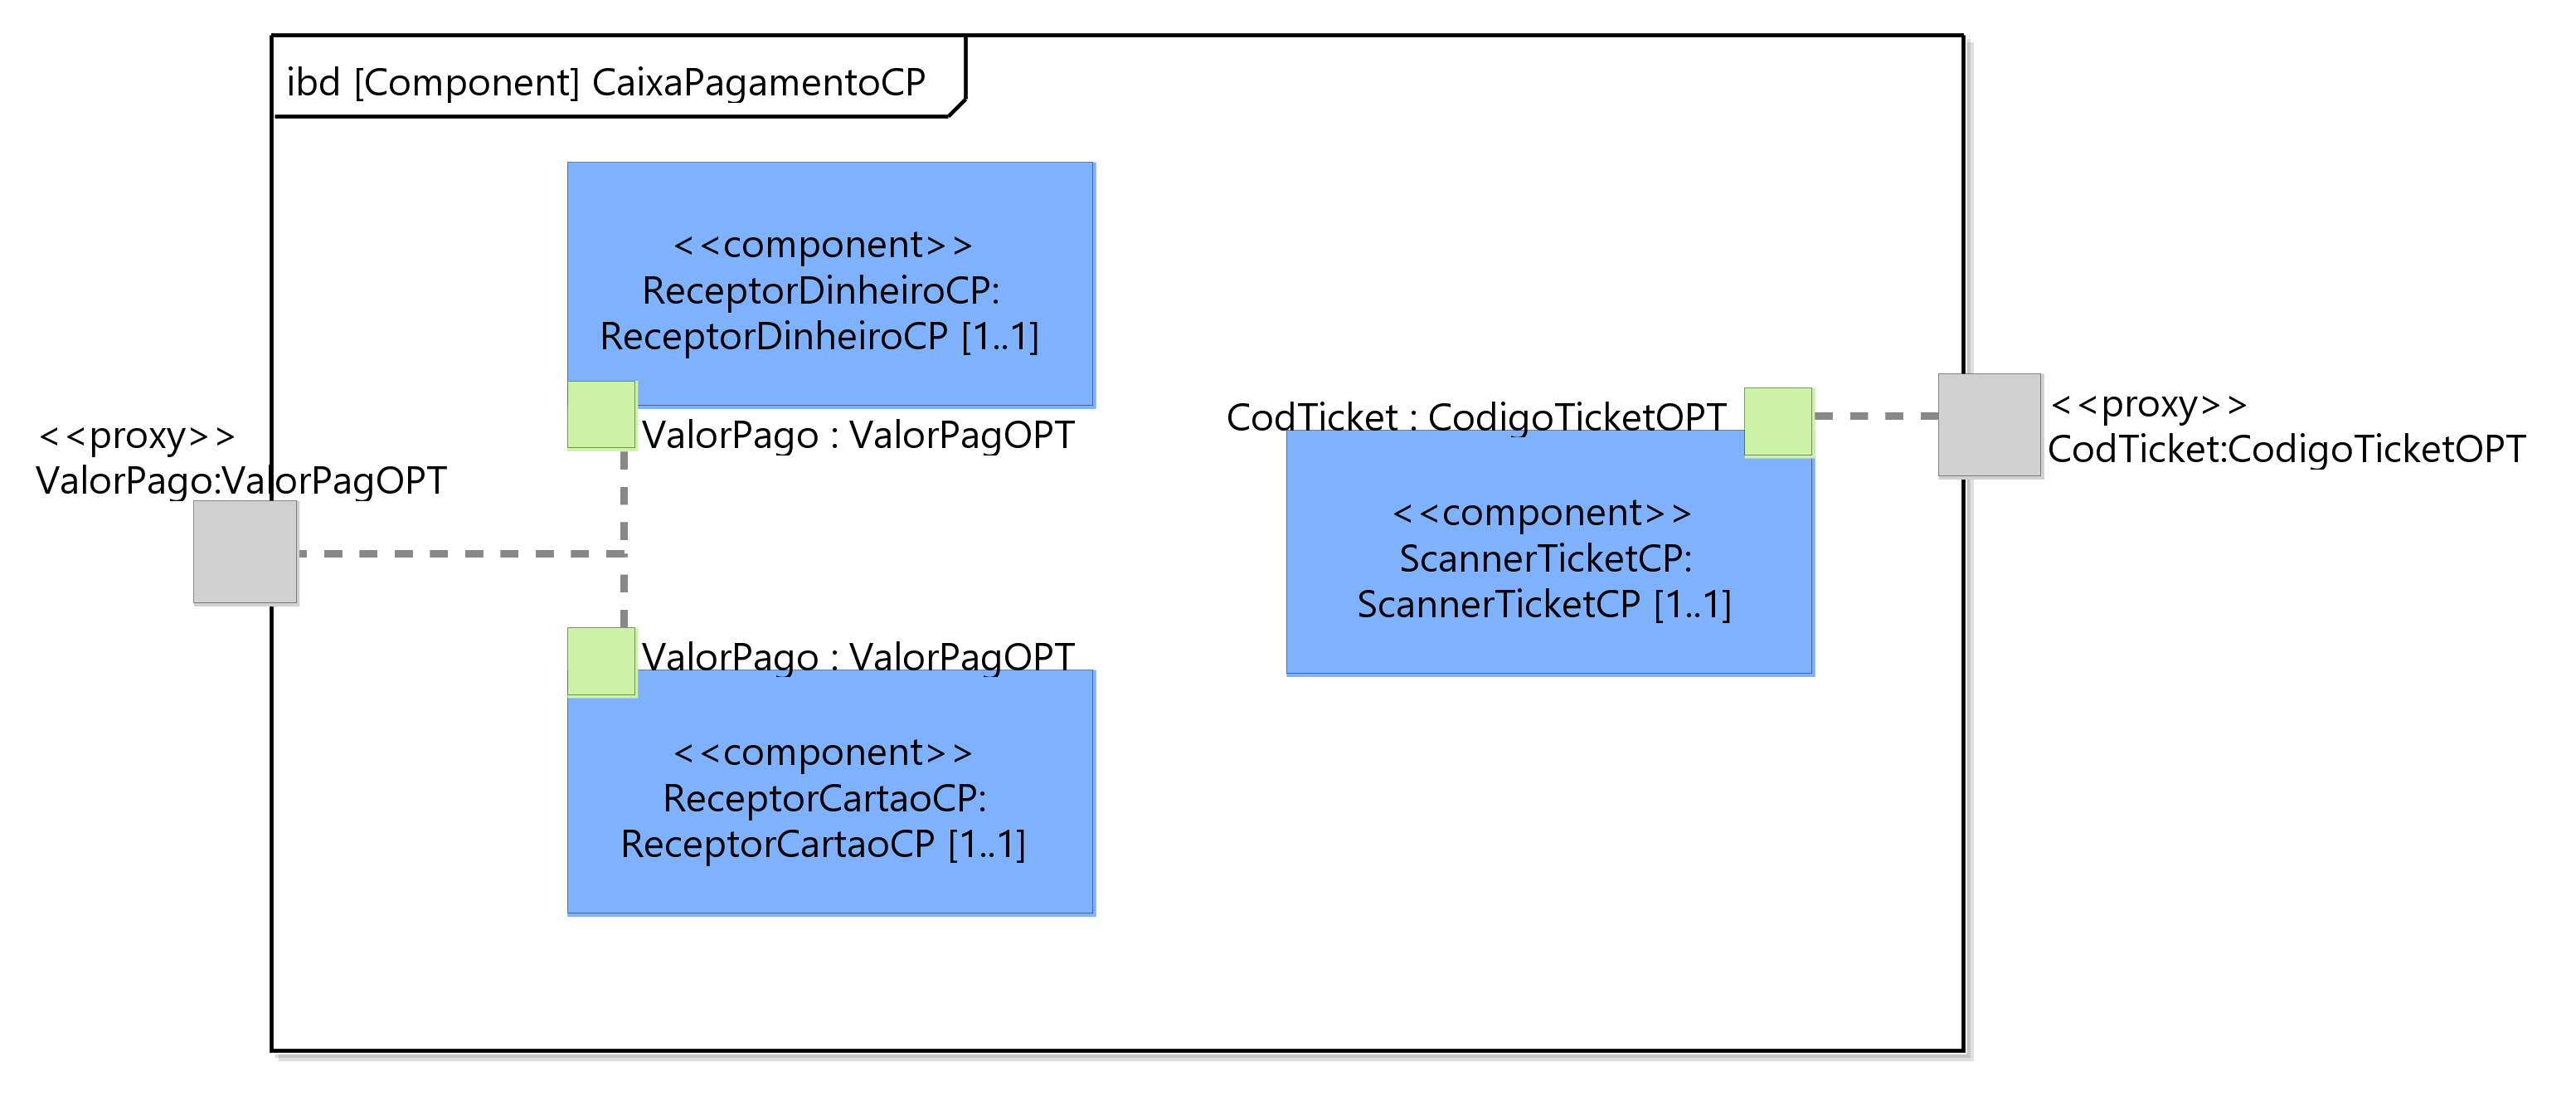 ibd [Component] CaixaPagamentoCP
<<component>>
ReceptorDinheiroCP:
ReceptorDinheiroCP [1..1]
ValorPago : ValorPagOPT
<<proxy>>
ValorPago:ValorPagOPT
ValorPago : ValorPagOPT
<<component>>
ReceptorCartaoCP:
ReceptorCartaoCP [1..1]
CodTicket : CodigoTicketOPT
<<component>>
ScannerTicketCP:
ScannerTicketCP [1..1]
<<proxy>>
CodTicket:CodigoTicketOPT